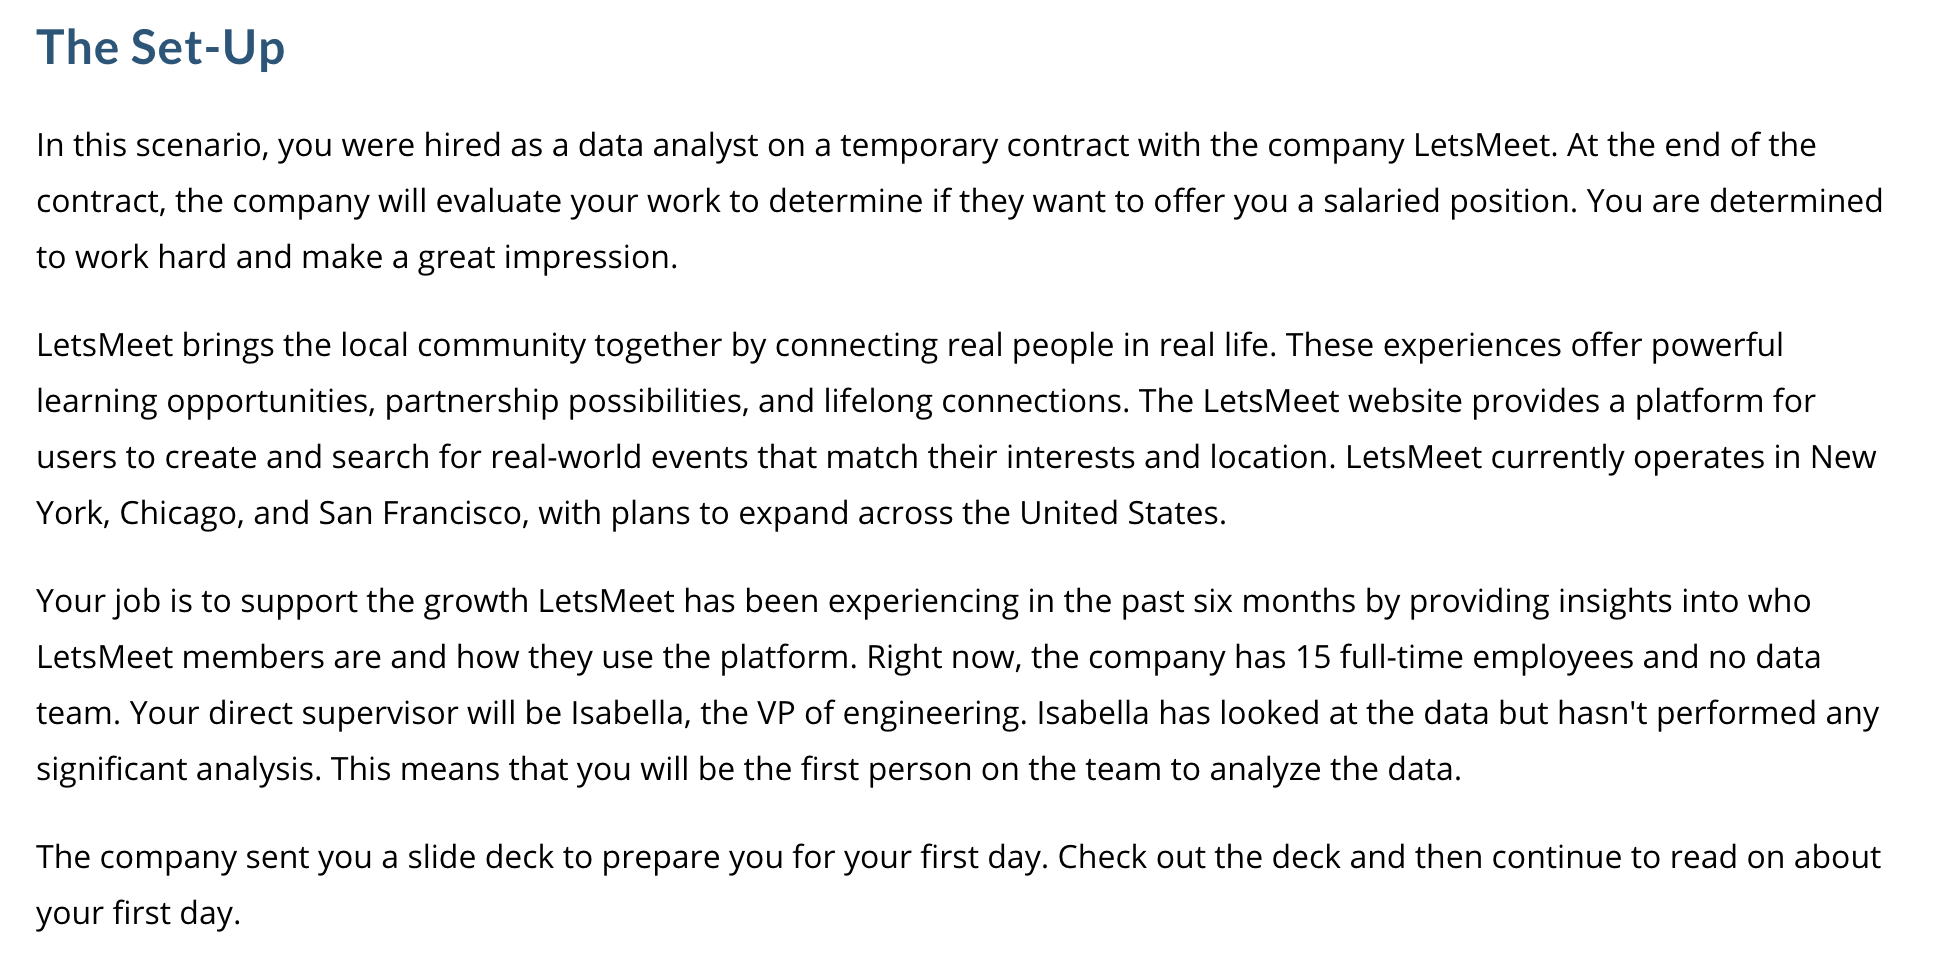 The Set-Up
In this scenario, you were hired as a data analyst on a temporary contract with the company LetsMeet. At the end of the
contract, the company will evaluate your work to determine if they want to offer you a salaried position. You are determined
to work hard and make a great impression.
LetsMeet brings the local community together by connecting real people in real life. These experiences offer powerful
learning opportunities, partnership possibilities, and lifelong connections. The LetsMeet website provides a platform for
users to create and search for real-world events that match their interests and location. LetsMeet currently operates in New
York, Chicago, and San Francisco, with plans to expand across the United States.
Your job is to support the growth LetsMeet has been experiencing in the past six months by providing insights into who
LetsMeet members are and how they use the platform. Right now, the company has 15 full-time employees and no data
team. Your direct supervisor will be Isabella, the VP of engineering. Isabella has looked at the data but hasn't performed any
significant analysis. This means that you will be the first person on the team to analyze the data.
The company sent you a slide deck to prepare you for your first day. Check out the deck and then continue to read on about
your first day.